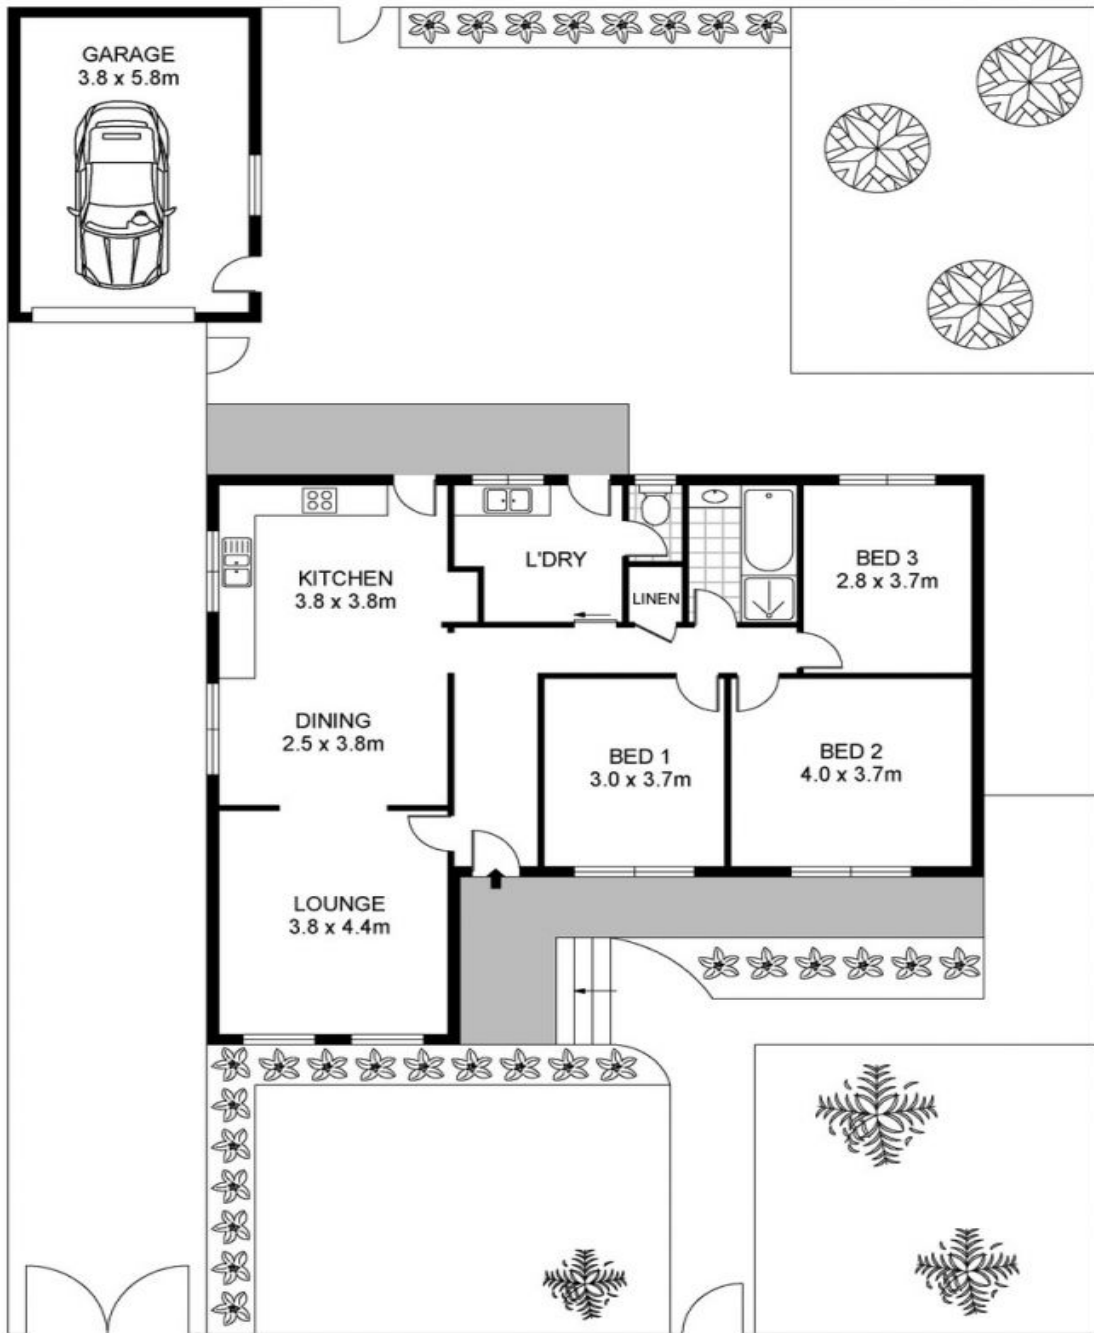 GARAGE
3.8 x 5.8m
KITCHEN
3.8 x 3.8m
L'DRY
LINEN
BED 3
2.8 x 3.7m
DINING
2.5 x 3.8m
BED 1
3.0 x 3.7m
BED 2
4.0 x 3.7m
LOUNGE
3.8 x 4.4m